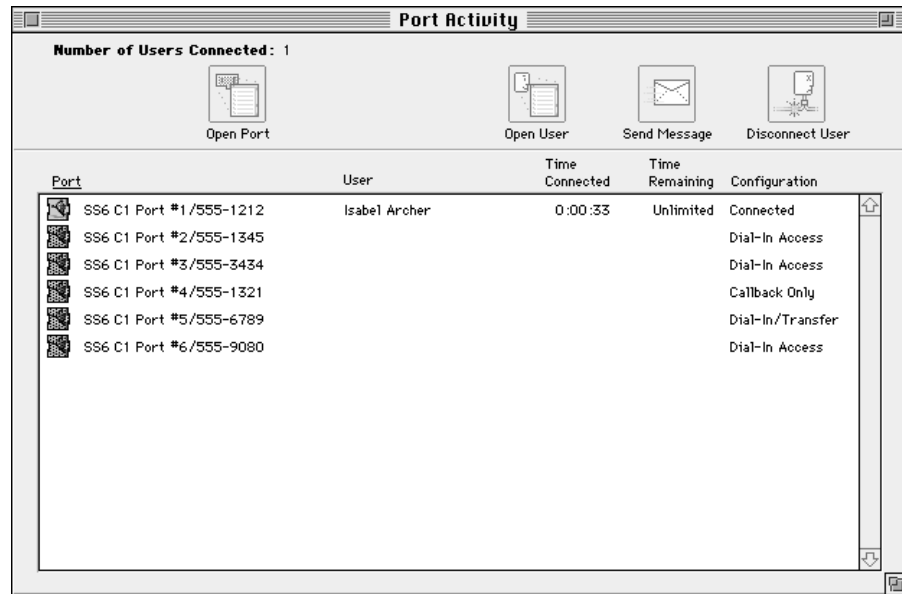 Port Activity
Number of Users Connected: 1
Open Port Open User Send Message Disconnect User
Time Time
Port User Connected Remaining Configuration
SS6 C1 Port #1/555-1212 Isabel Archer 0:00:33 Unlimited Connected
SS6 C1 Port #2/555-1345 Dial-In Access
SS6 C1 Port #3/555-3434 Dial-In Access
SS6 C1 Port #4/555-1321 Callback Only
SS6 C1 Port #5/555-6789 Dial-In/Transfer
SS6 C1 Port #6/555-9080 Dial-In Access